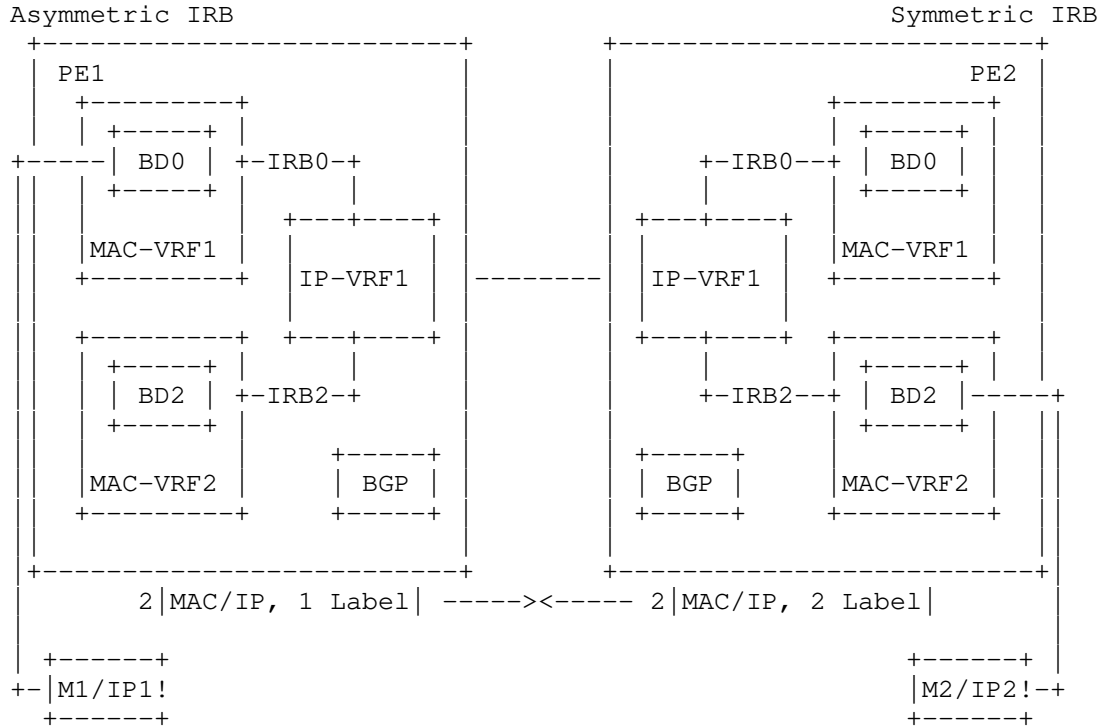 Asymmetric IRB Symmetric IRB
PE1 PE2
BD0 IRB0 IRB0 BD0
MAC-VRF1 MAC-VRF1
IP-VRF1 IP-VRF1
BD2 IRB2 IRB2 BD2
MAC-VRF2 BGP BGP MAC-VRF2
2|MAC/IP, 1 Label| -----><----- 2|MAC/IP, 2 Label|
M1/IP1! M2/IP2!